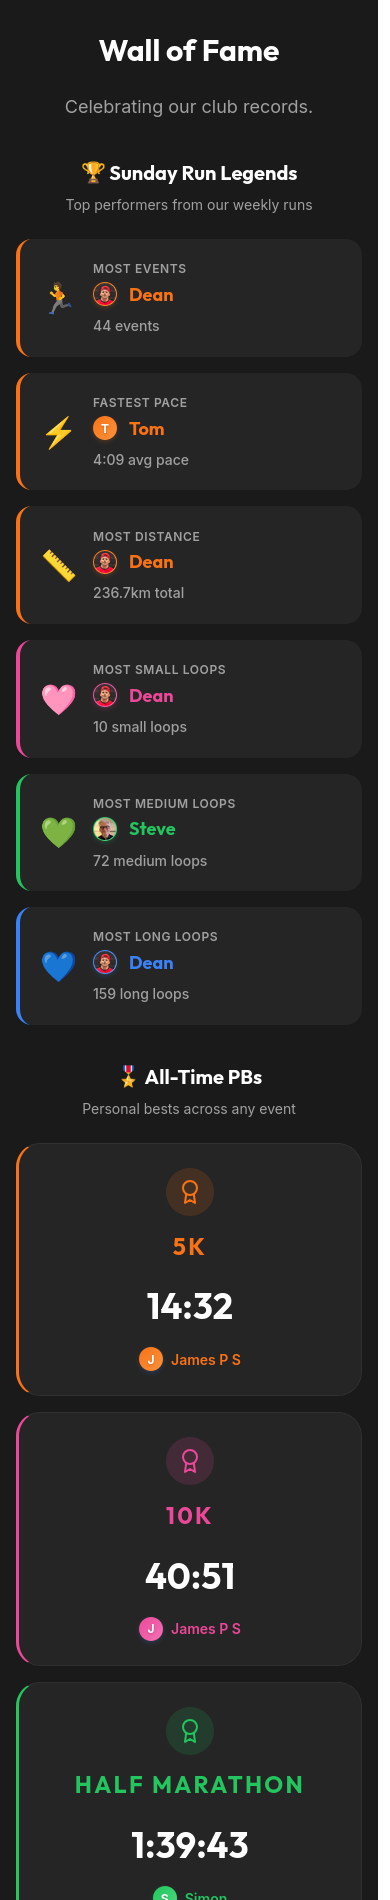 Wall of Fame
Celebrating our club records.
🏆 Sunday Run Legends
Top performers from our weekly runs
MOST EVENTS
Dean
44 events
FASTEST PACE
T Tom
4:09 avg pace
MOST DISTANCE
Dean
236.7km total
MOST SMALL LOOPS
Dean
10 small loops
MOST MEDIUM LOOPS
Steve
72 medium loops
MOST LONG LOOPS
Dean
159 long loops
🎖️ All-Time PBs
Personal bests across any event
5K
14:32
J James P S
10K
40:51
J James P S
HALF MARATHON
1:39:43
S Simon